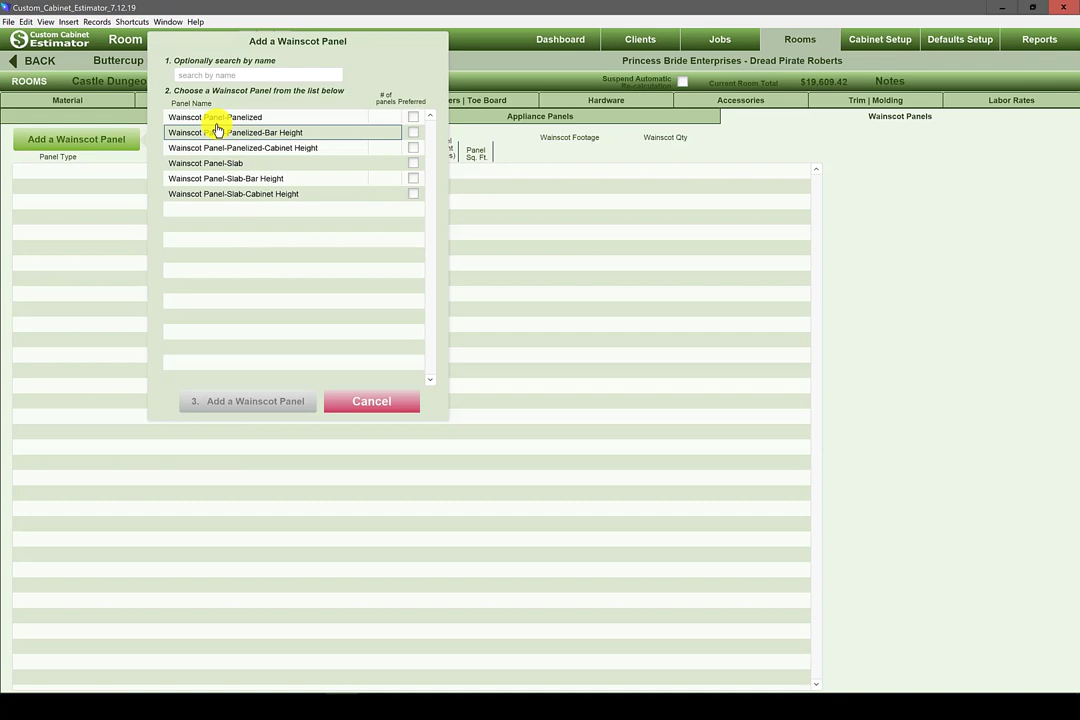 Custom_Cabinet_Estimator_7.12.19
File Edit View Insert Records Shortcuts Window Help
Custom Cabinet Estimator
Room
Dashboard
Clients
Jobs
Rooms
Cabinet Setup
Defaults Setup
Reports
BACK
Buttercup
Princess Bride Enterprises - Dread Pirate Roberts
ROOMS
Castle Dungeo
Suspend Automatic
Re-calculation
Current Room Total
$19,609.42
Notes
Material
ers | Toe Board
Hardware
Accessories
Trim | Molding
Labor Rates
Appliance Panels
Wainscot Panels
Add a Wainscot Panel
Panel Type
Panel
Sq. Ft.
Wainscot Footage
Wainscot Qty
Add a Wainscot Panel
1. Optionally search by name
search by name
2. Choose a Wainscot Panel from the list below
Panel Name
# of
panels
Preferred
Wainscot Panel-Panelized
Wainscot Panel-Panelized-Bar Height
Wainscot Panel-Panelized-Cabinet Height
Wainscot Panel-Slab
Wainscot Panel-Slab-Bar Height
Wainscot Panel-Slab-Cabinet Height
3. Add a Wainscot Panel
Cancel